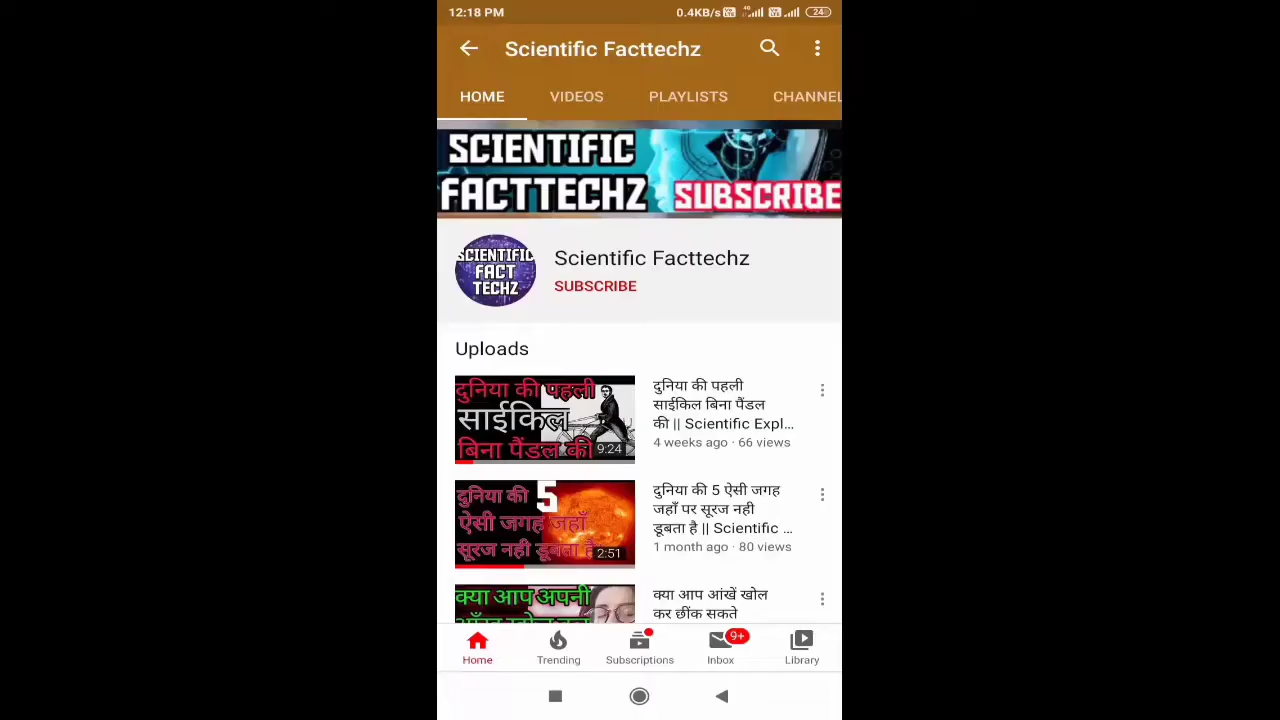 12:18 PM
0.4KB/s
4G
24
Scientific Facttechz
HOME
VIDEOS
PLAYLISTS
CHANNEL
SCIENTIFIC
FACTTECHZ
SUBSCRIBE
SCIENTIFIC
FACT
TECHZ
Scientific Facttechz
SUBSCRIBE
Uploads
दुनिया की पहली
साईकिल
बिना पैंडल की
9:24
दुनिया की पहली
साईकिल बिना पैंडल
की || Scientific Expl...
4 weeks ago · 66 views
दुनिया की 5
ऐसी जगह जहाँ
सूरज नही डूबता है
2:51
दुनिया की 5 ऐसी जगह
जहाँ पर सूरज नही
डूबता है || Scientific ...
1 month ago · 80 views
क्या आप अपनी
क्या आप आंखें खोल
कर छींक सकते
Home
Trending
Subscriptions
9+
Inbox
Library